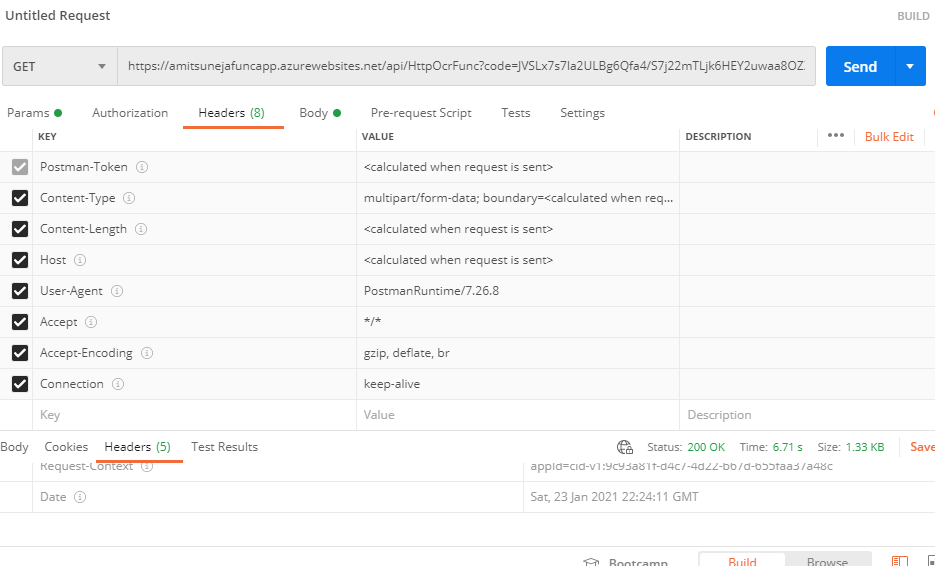 Untitled Request BUILD
GET https://amitsunejafuncapp.azurewebsites.net/api/HttpOcrFunc?code=JVSLx7s7Ia2ULBg6Qfa4/S7j22mTLjk6HEY2uwaa8OZ. Send
Params Authorization Headers (8) Body Pre-request Script Tests Settings
KEY VALUE DESCRIPTION ••• Bulk Edit
Postman-Token <calculated when request is sent>
Content-Type multipart/form-data; boundary=<calculated when req...
Content-Length <calculated when request is sent>
Host <calculated when request is sent>
User-Agent PostmanRuntime/7.26.8
Accept */*
Accept-Encoding gzip, deflate, br
Connection keep-alive
Key Value Description
Body Cookies Headers (5) Test Results Status: 200 OK Time: 6.71 s Size: 1.33 KB Save
Request-Context appId=cid-v1:9c93a81f-d4c7-4d22-b67d-655faa37a48c
Date Sat, 23 Jan 2021 22:24:11 GMT
Bootcamp Build Browse